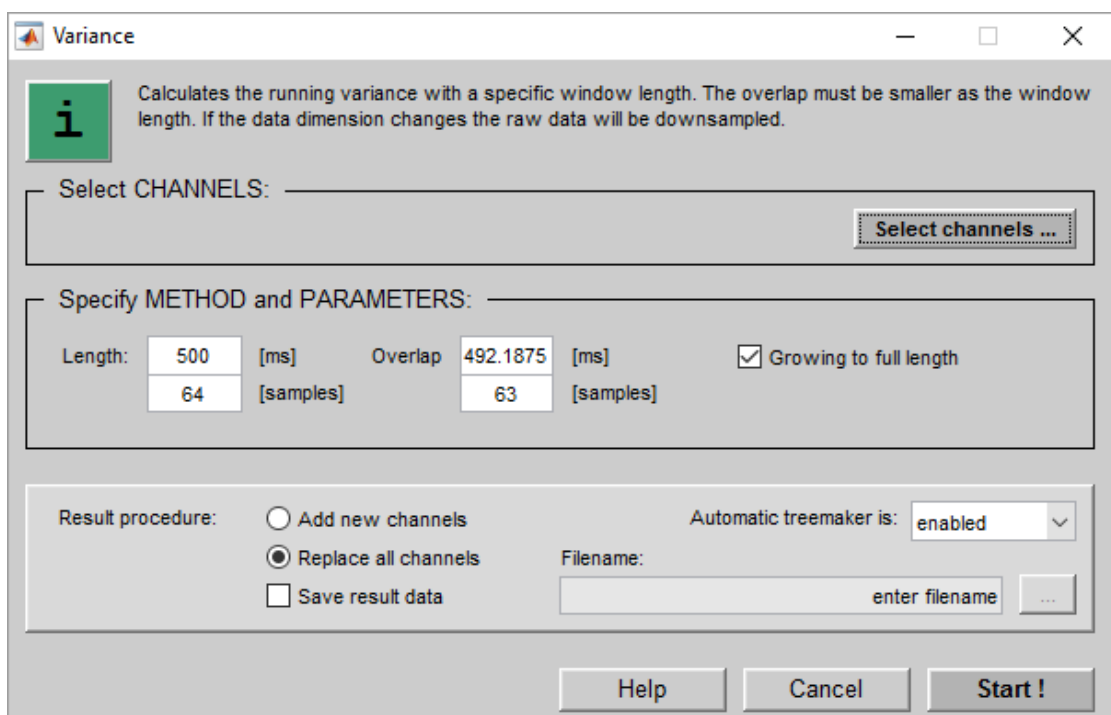 Variance
i
Calculates the running variance with a specific window length. The overlap must be smaller as the window
length. If the data dimension changes the raw data will be downsampled.
Select CHANNELS:
Select channels ...
Specify METHOD and PARAMETERS:
Length: 500 [ms] Overlap 492.1875 [ms] Growing to full length
64 [samples] 63 [samples]
Result procedure: Add new channels Automatic treemaker is: enabled
Replace all channels Filename:
Save result data enter filename ...
Help Cancel Start !